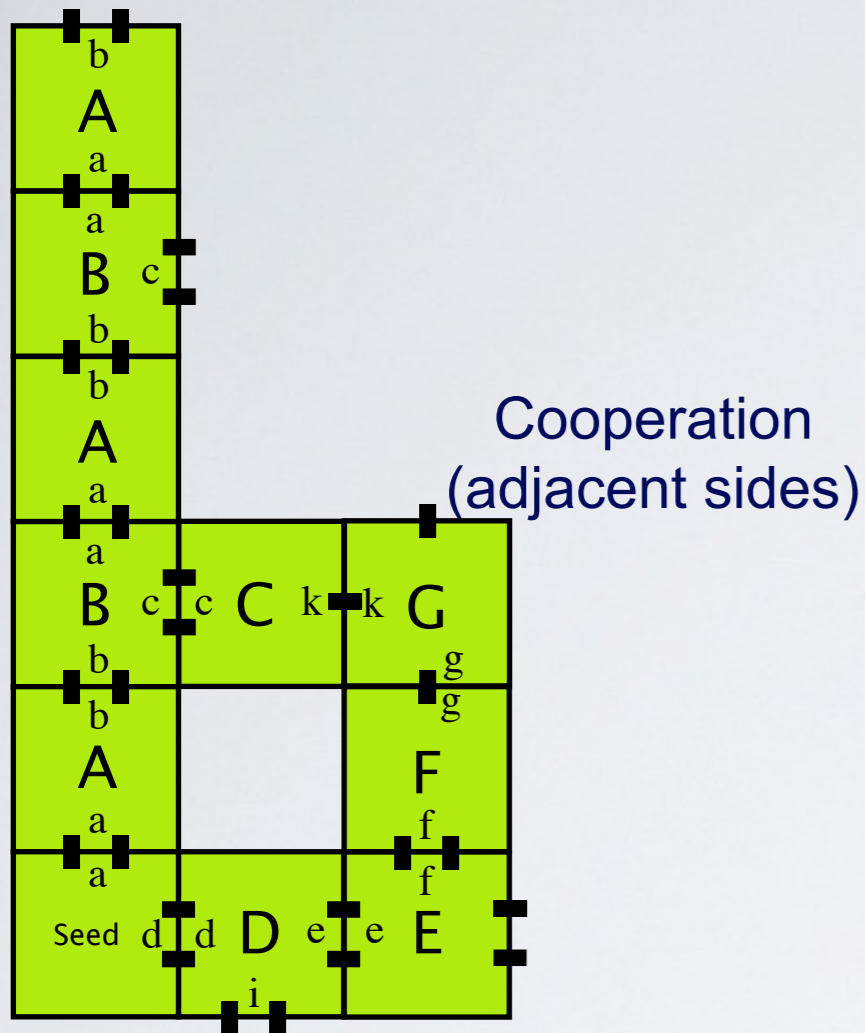 b
A
a
a
B c
b
b
A
a
a
B c c C k k G
b g
b g
A F
a f
a f
Seed d d D e e E
i
Cooperation
(adjacent sides)